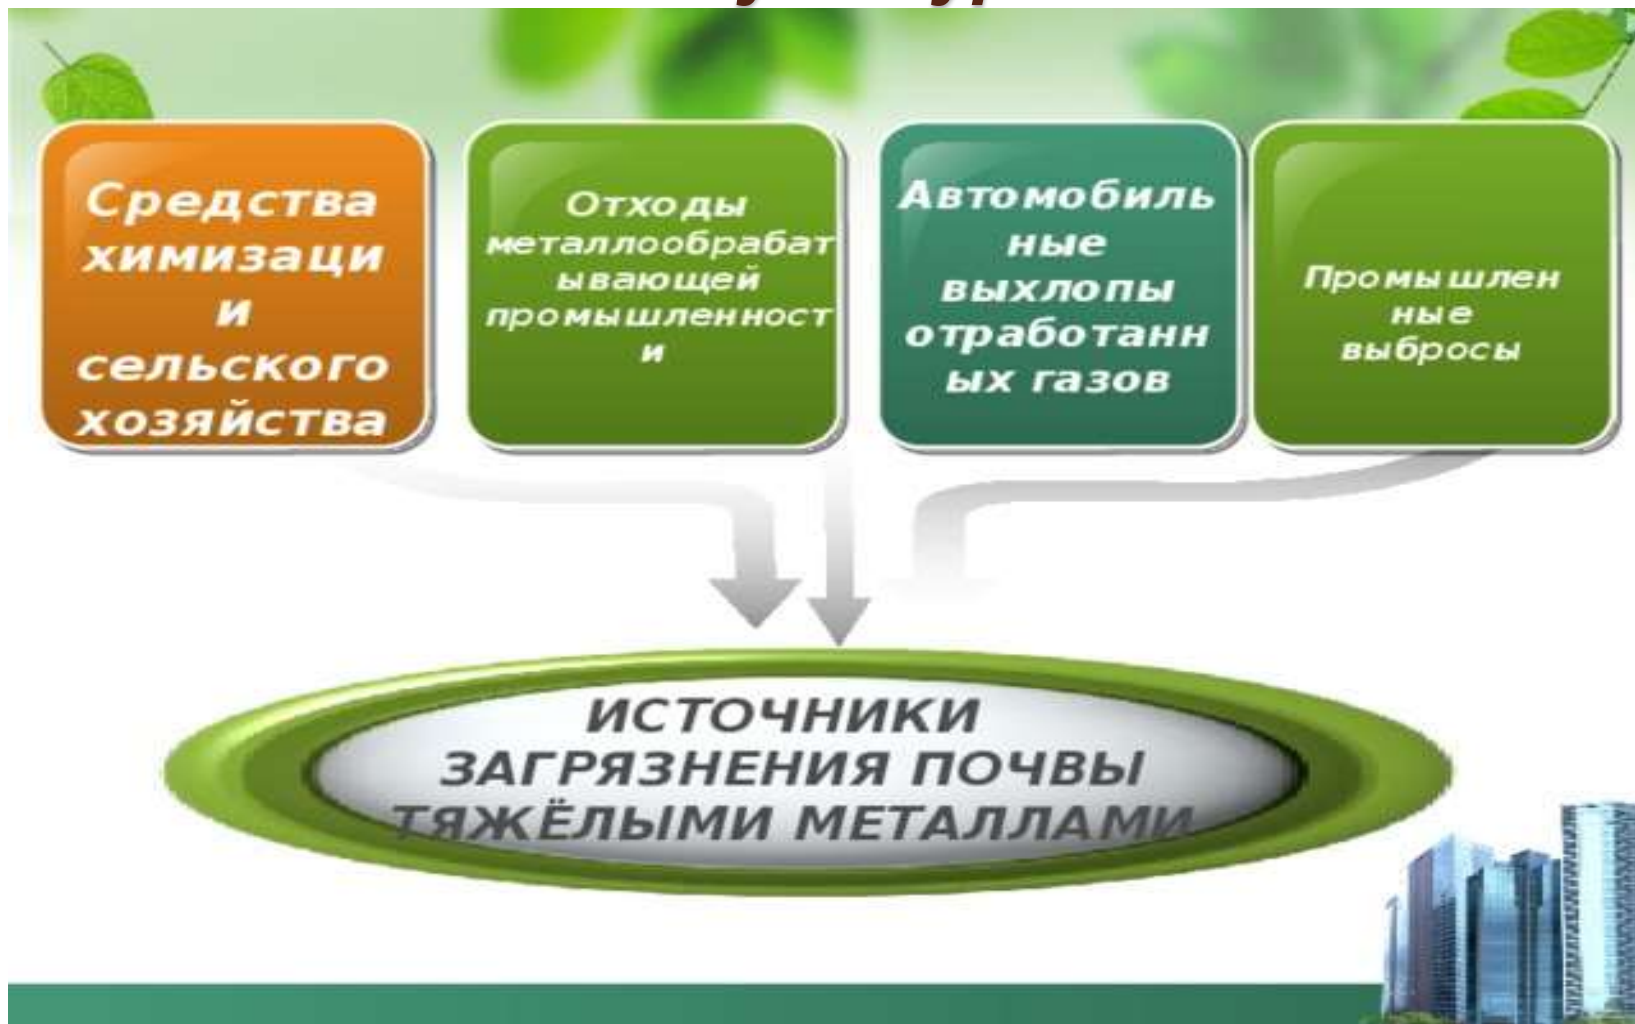 Средства
химизаци
и
сельского
хозяйства
Отходы
металлообрабат
ывающей
промышленност
и
Автомобиль
ные
выхлопы
отработанн
ых газов
Промышлен
ные
выбросы
ИСТОЧНИКИ
ЗАГРЯЗНЕНИЯ ПОЧВЫ
ТЯЖЁЛЫМИ МЕТАЛЛАМИ